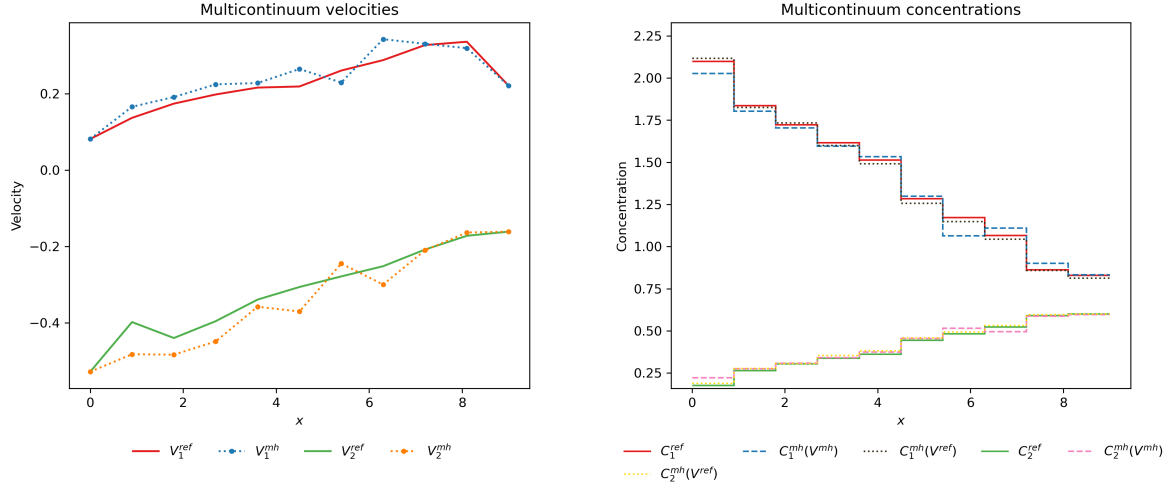 Multicontinuum velocities
Velocity
0.2
0.0
−0.2
−0.4
0 2 4 6 8
x
V_1^{ref} V_1^{mh} V_2^{ref} V_2^{mh}
Multicontinuum concentrations
Concentration
2.25
2.00
1.75
1.50
1.25
1.00
0.75
0.50
0.25
0 2 4 6 8
x
C_1^{ref} C_1^{mh}(V^{mh}) C_1^{mh}(V^{ref}) C_2^{ref} C_2^{mh}(V^{mh})
C_2^{mh}(V^{ref})